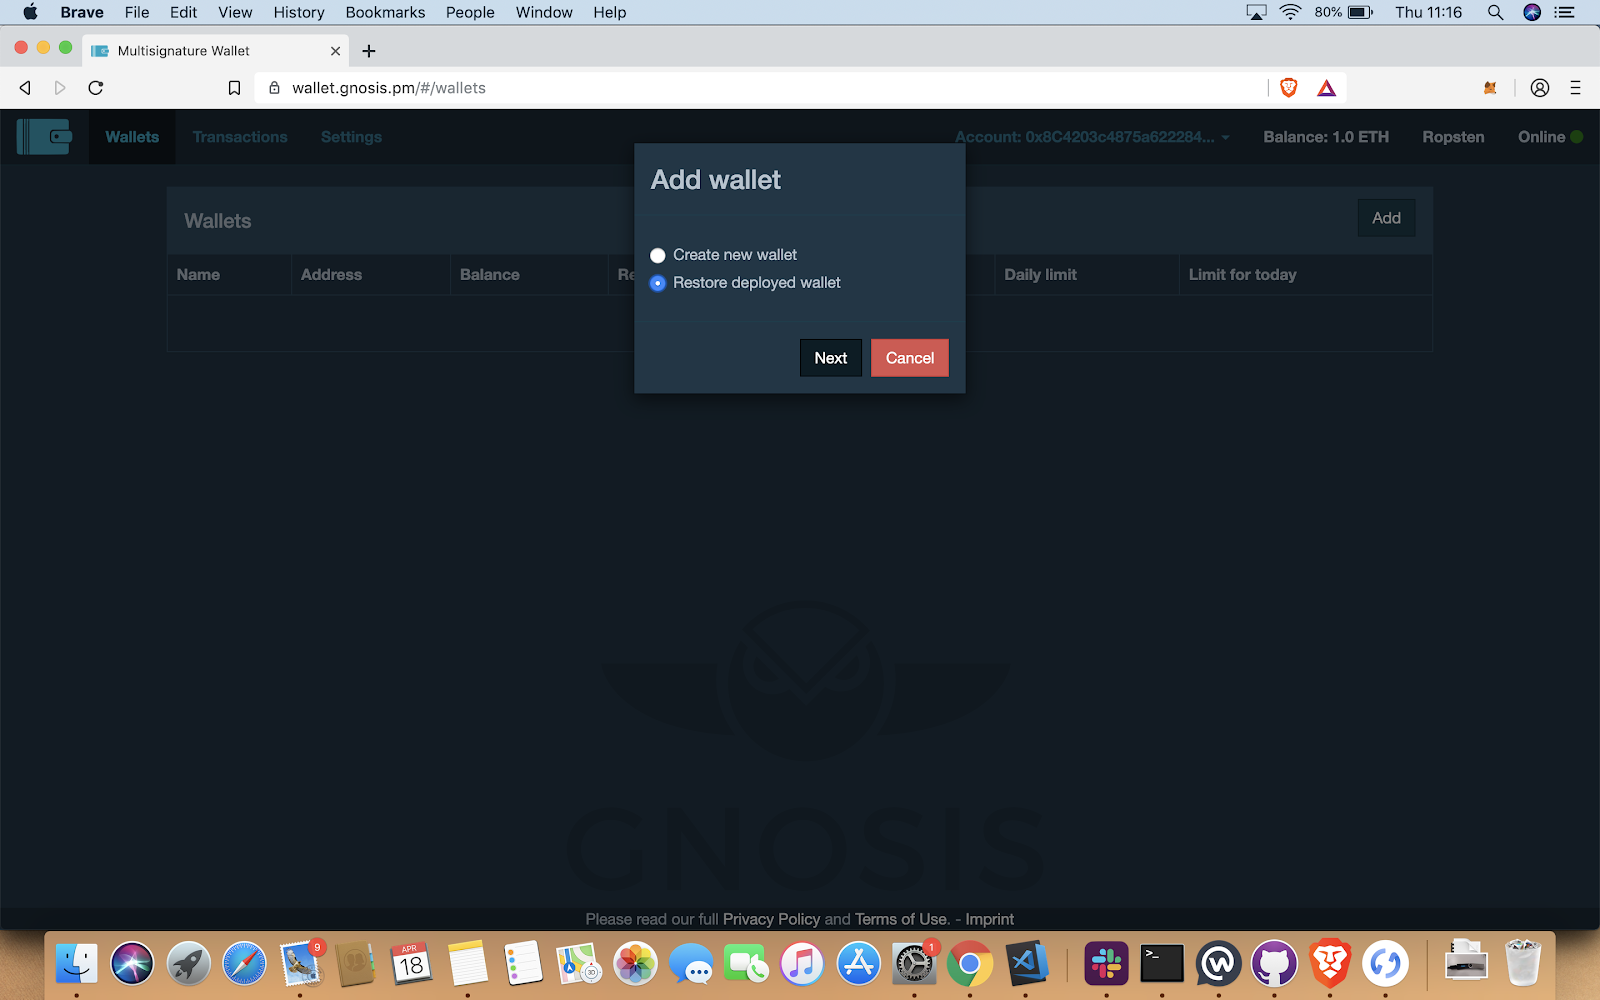 Brave File Edit View History Bookmarks People Window Help 80% Thu 11:16
Multisignature Wallet
wallet.gnosis.pm/#/wallets
Wallets Transactions Settings Account: 0x8C4203c4875a622284... Balance: 1.0 ETH Ropsten Online
Add wallet
Wallets Add
Create new wallet
Name Address Balance Re Daily limit Limit for today
Restore deployed wallet
Next Cancel
GNOSIS
Please read our full Privacy Policy and Terms of Use. - Imprint
9
APR
18
1